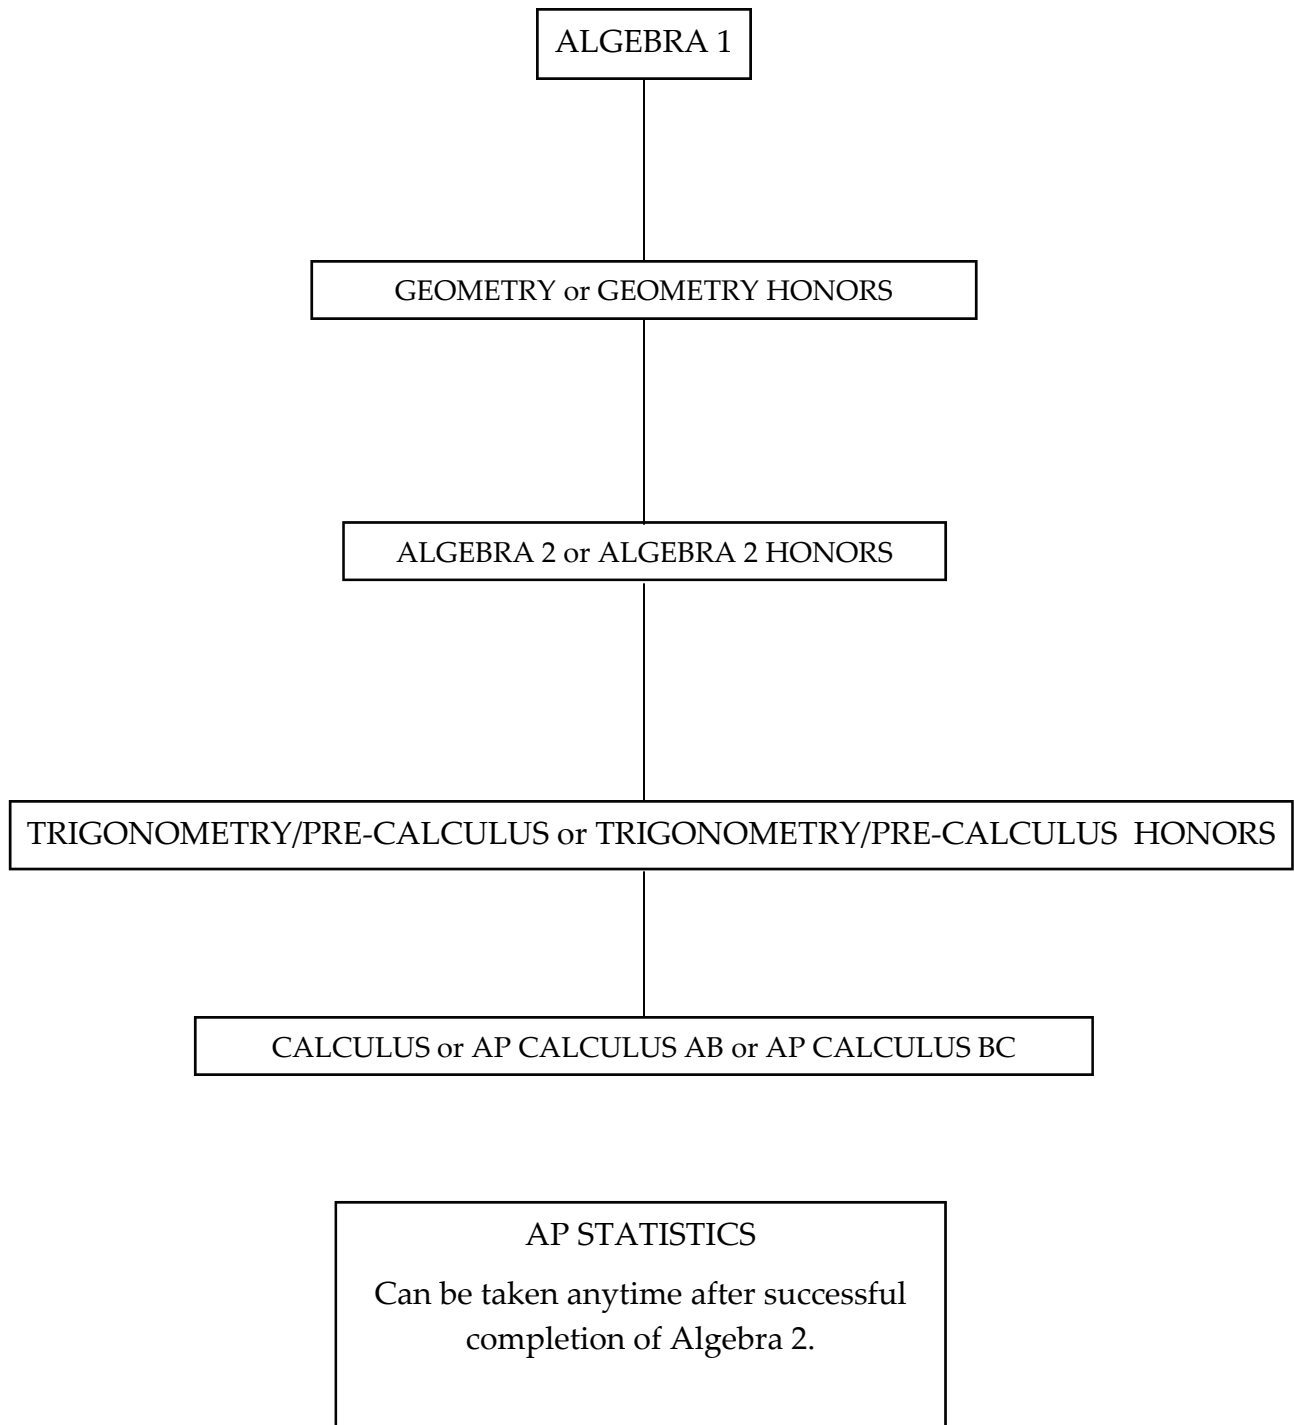 ALGEBRA 1
GEOMETRY or GEOMETRY HONORS
ALGEBRA 2 or ALGEBRA 2 HONORS
TRIGONOMETRY/PRE-CALCULUS or TRIGONOMETRY/PRE-CALCULUS HONORS
CALCULUS or AP CALCULUS AB or AP CALCULUS BC
AP STATISTICS
Can be taken anytime after successful
completion of Algebra 2.